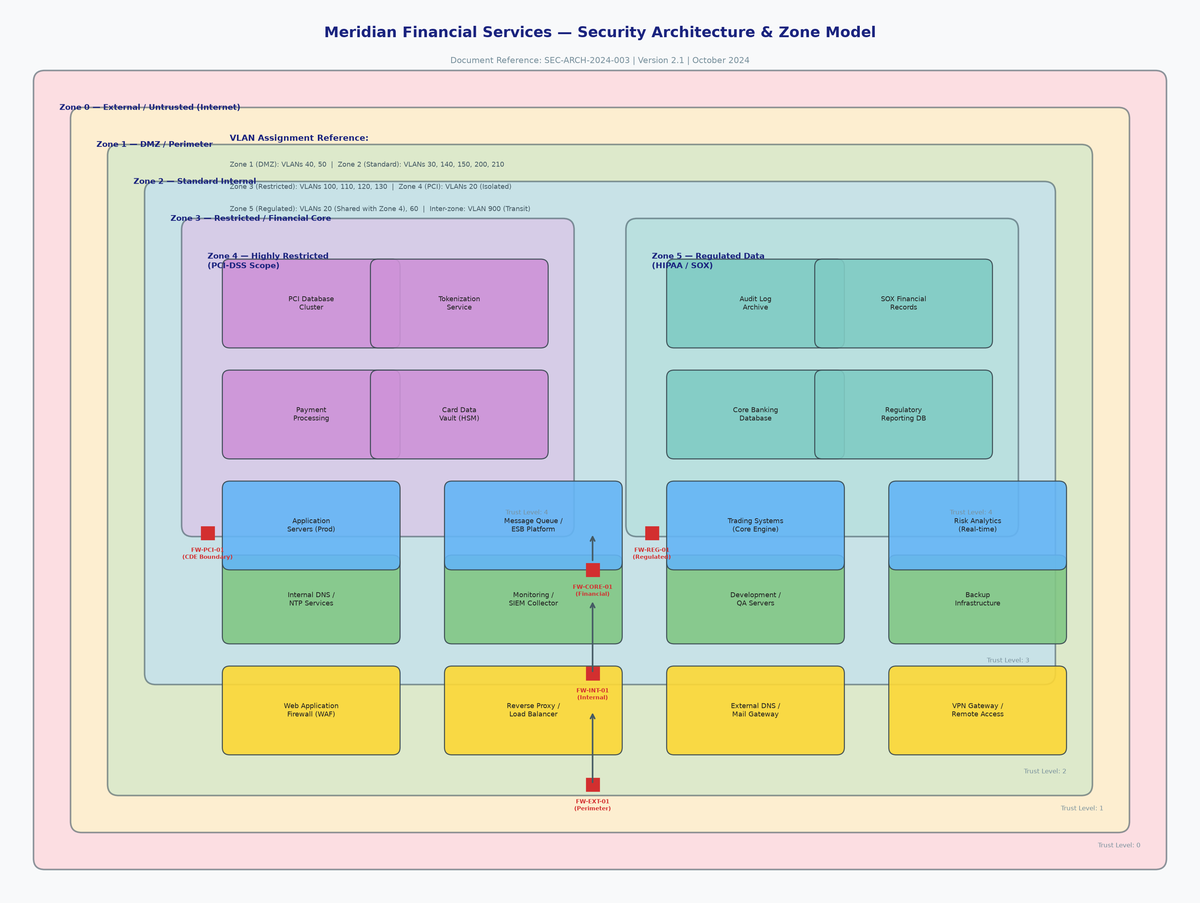 Meridian Financial Services — Security Architecture & Zone Model
Document Reference: SEC-ARCH-2024-003 | Version 2.1 | October 2024
Zone 0 — External / Untrusted (Internet)
VLAN Assignment Reference:
Zone 1 — DMZ / Perimeter
Zone 1 (DMZ): VLANs 40, 50 | Zone 2 (Standard): VLANs 30, 140, 150, 200, 210
Zone 2 — Standard Internal
Zone 3 (Restricted): VLANs 100, 110, 120, 130 | Zone 4 (PCI): VLANs 20 (Isolated)
Zone 5 (Regulated): VLANs 20 (Shared with Zone 4), 60 | Inter-zone: VLAN 900 (Transit)
Zone 3 — Restricted / Financial Core
Zone 4 — Highly Restricted
(PCI-DSS Scope)
Zone 5 — Regulated Data
(HIPAA / SOX)
PCI Database
Cluster
Tokenization
Service
Audit Log
Archive
SOX Financial
Records
Payment
Processing
Card Data
Vault (HSM)
Core Banking
Database
Regulatory
Reporting DB
Trust Level: 4
Trust Level: 4
Application
Servers (Prod)
Message Queue /
ESB Platform
Trading Systems
(Core Engine)
Risk Analytics
(Real-time)
FW-PCI-01
(CDE Boundary)
FW-REG-01
(Regulated)
FW-CORE-01
(Financial)
Internal DNS /
NTP Services
Monitoring /
SIEM Collector
Development /
QA Servers
Backup
Infrastructure
Trust Level: 3
FW-INT-01
(Internal)
Web Application
Firewall (WAF)
Reverse Proxy /
Load Balancer
External DNS /
Mail Gateway
VPN Gateway /
Remote Access
Trust Level: 2
FW-EXT-01
(Perimeter)
Trust Level: 1
Trust Level: 0